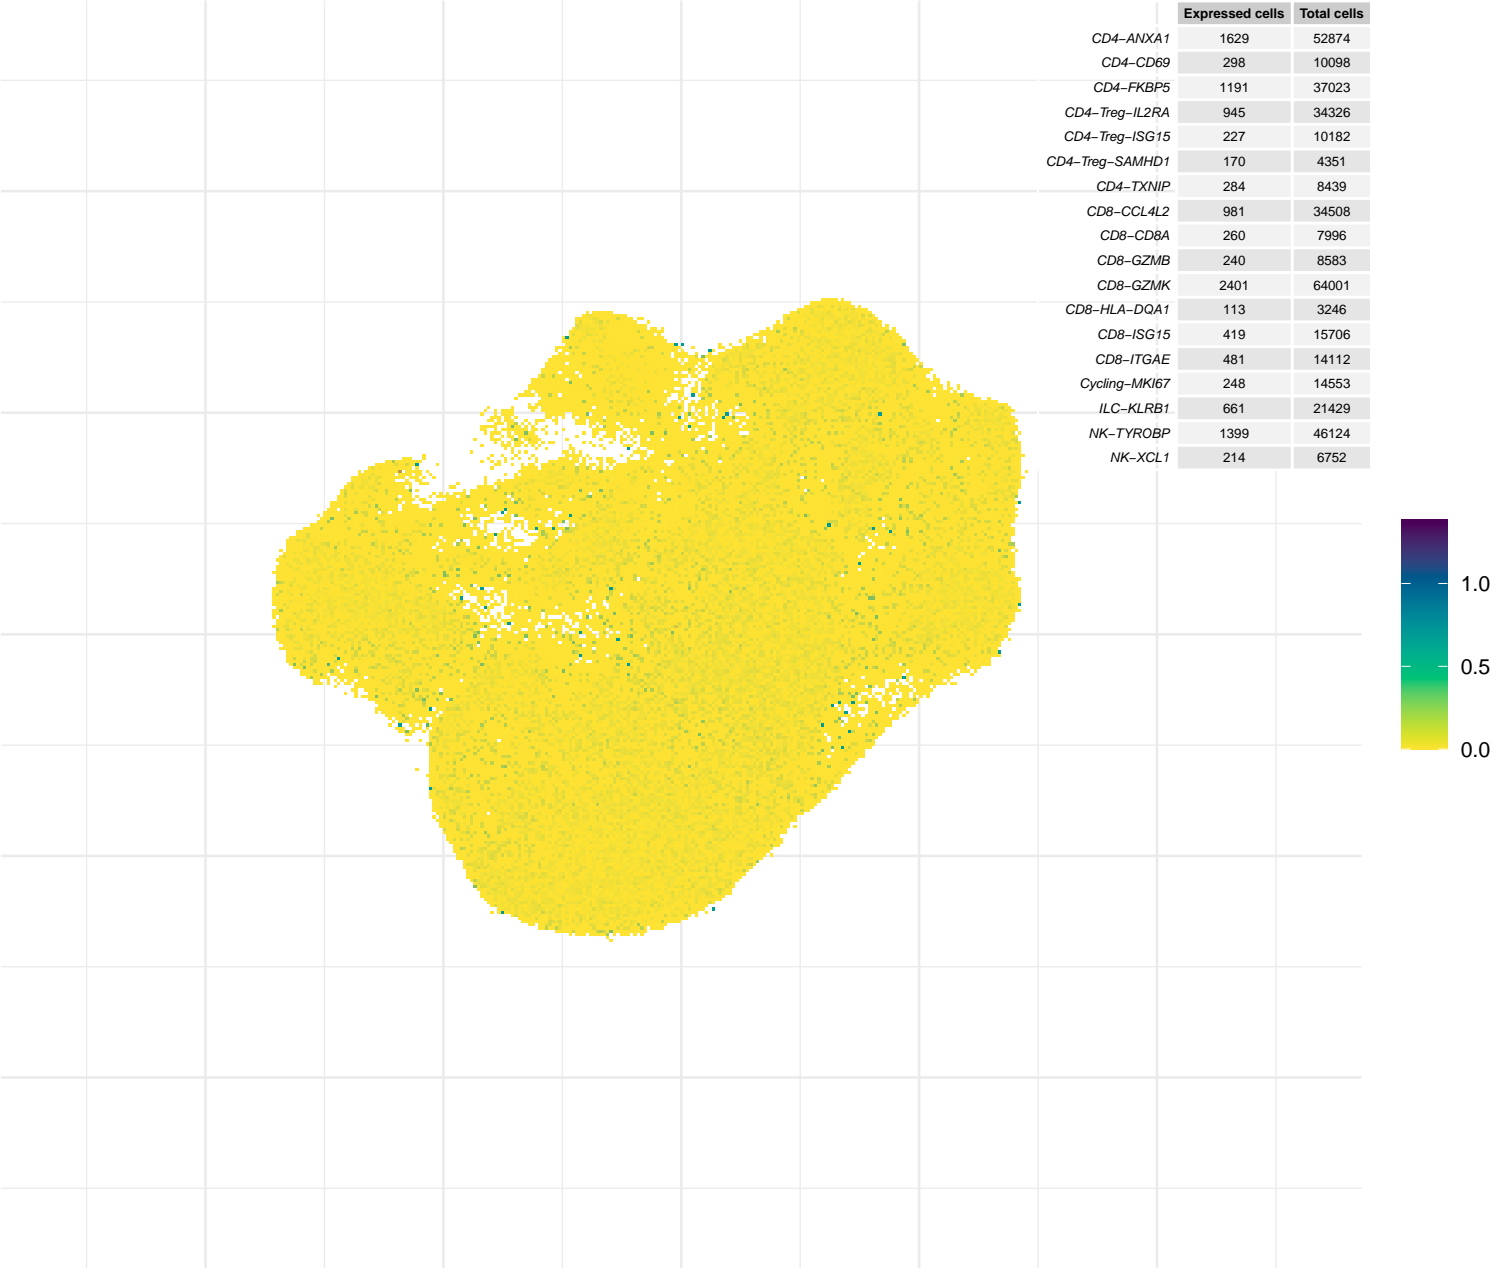 Expressed cells Total cells
CD4−ANXA1 1629 52874
CD4−CD69 298 10098
CD4−FKBP5 1191 37023
CD4−Treg−IL2RA 945 34326
CD4−Treg−ISG15 227 10182
CD4−Treg−SAMHD1 170 4351
CD4−TXNIP 284 8439
CD8−CCL4L2 981 34508
CD8−CD8A 260 7996
CD8−GZMB 240 8583
CD8−GZMK 2401 64001
CD8−HLA−DQA1 113 3246
CD8−ISG15 419 15706
CD8−ITGAE 481 14112
Cycling−MKI67 248 14553
ILC−KLRB1 661 21429
NK−TYROBP 1399 46124
NK−XCL1 214 6752
1.0
0.5
0.0